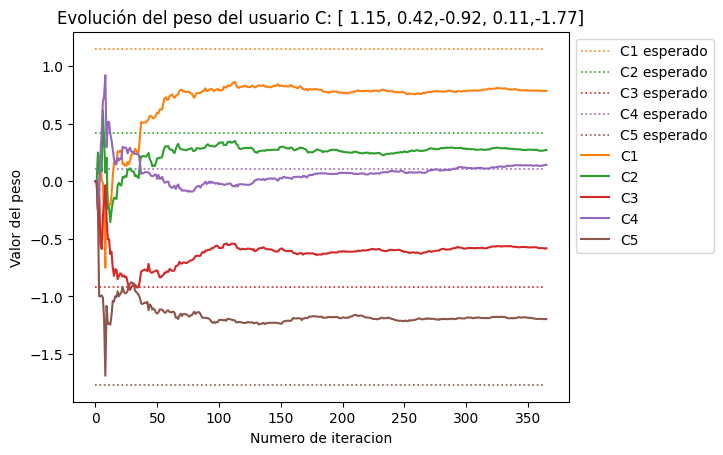 Evolución del peso del usuario C: [ 1.15, 0.42,-0.92, 0.11,-1.77]
C1 esperado
C2 esperado
C3 esperado
C4 esperado
C5 esperado
C1
C2
C3
C4
C5
Valor del peso
1.0
0.5
0.0
−0.5
−1.0
−1.5
0 50 100 150 200 250 300 350
Numero de iteracion